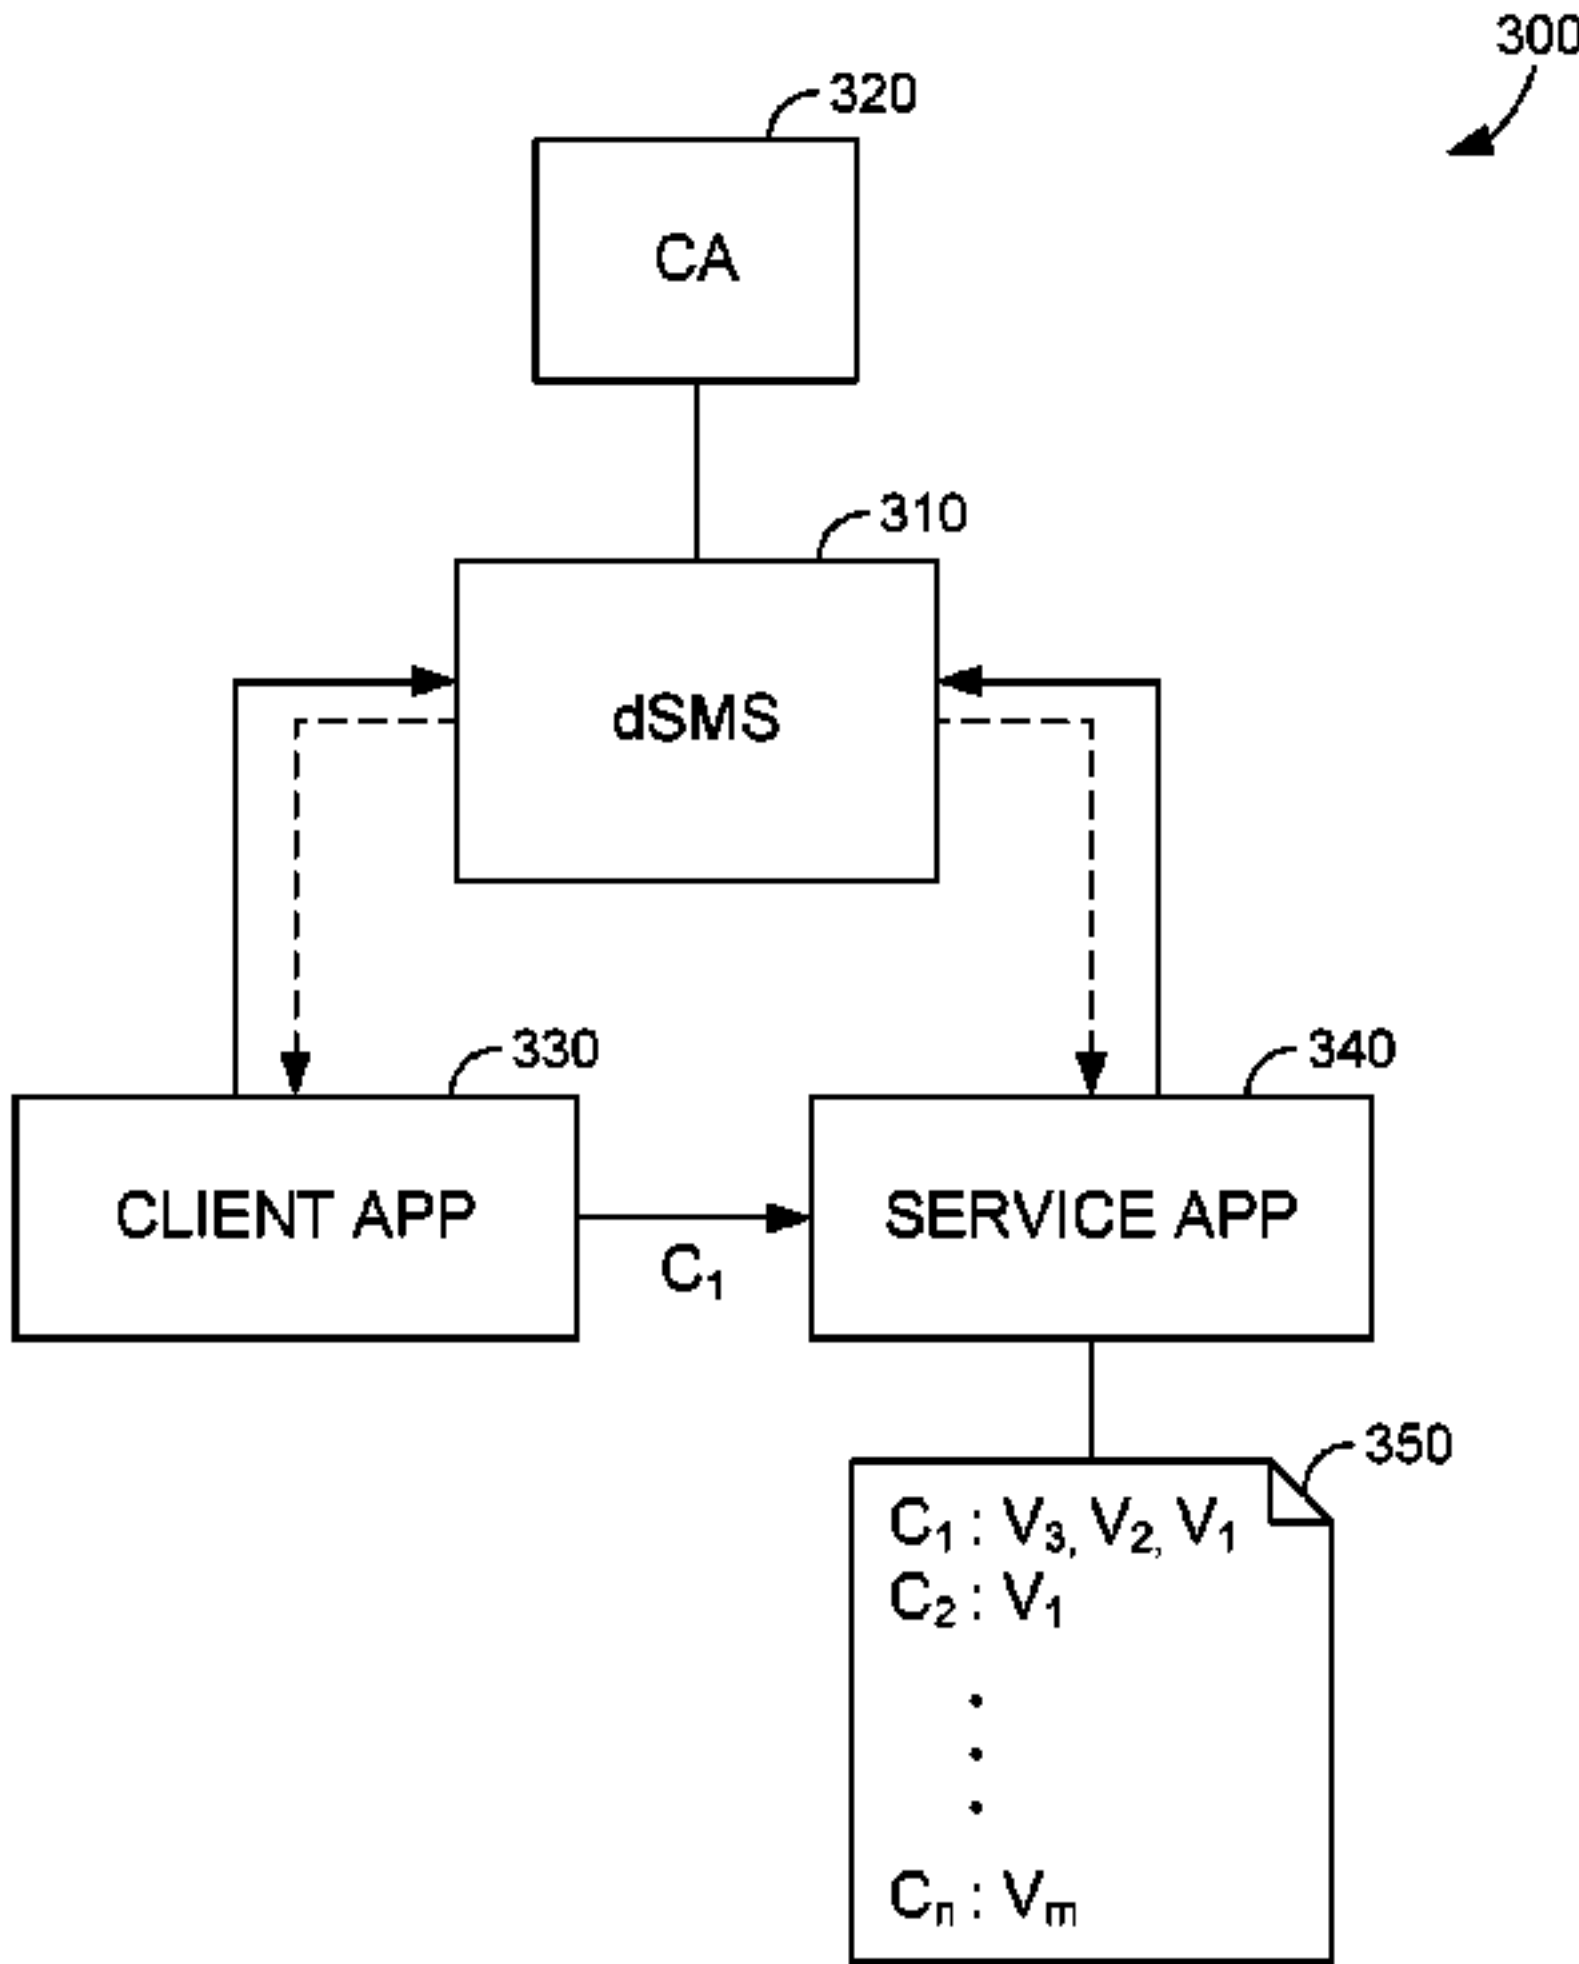 300
320
CA
310
dSMS
330
340
CLIENT APP
SERVICE APP
C₁
350
C₁ : V₃, V₂, V₁
C₂ : V₁
Cₙ : Vₘ